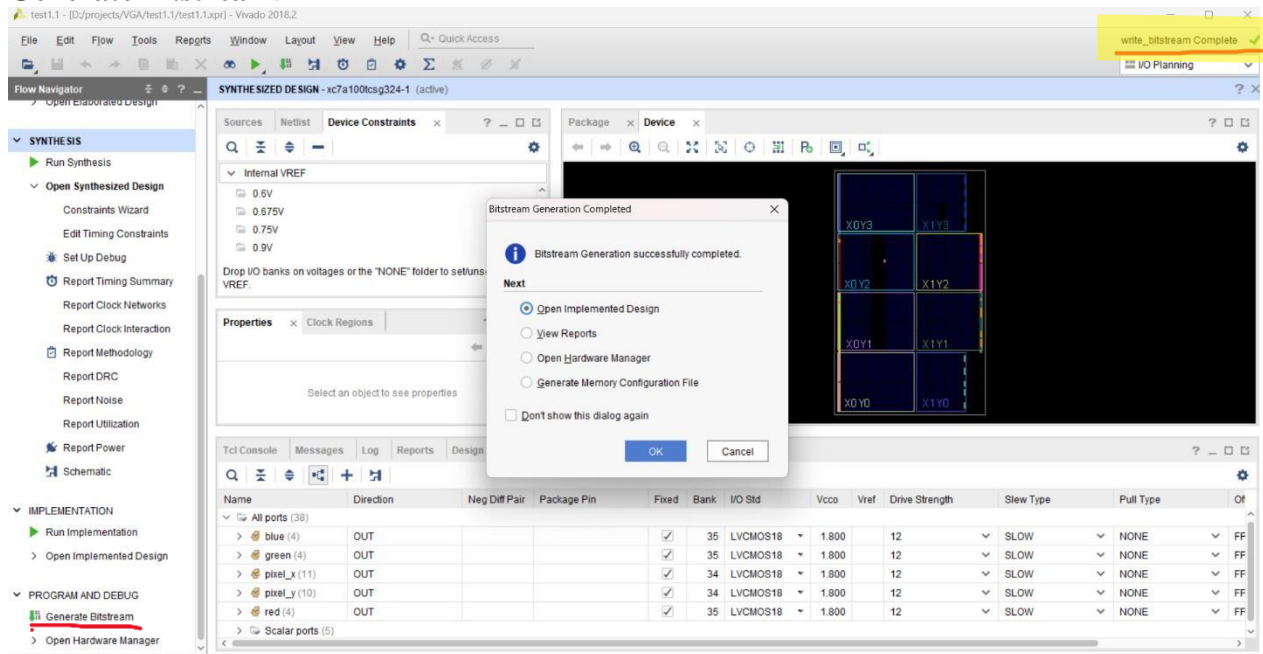 test1.1 - [D:/projects/VGA/test1.1/test1.1.xpr] - Vivado 2018.2
File Edit Flow Tools Reports Window Layout View Help Quick Access
write_bitstream Complete
I/O Planning
Flow Navigator
SYNTHESIZED DESIGN - xc7a100tcsg324-1 (active)
Open Elaborated Design
SYNTHESIS
Run Synthesis
Open Synthesized Design
Constraints Wizard
Edit Timing Constraints
Set Up Debug
Report Timing Summary
Report Clock Networks
Report Clock Interaction
Report Methodology
Report DRC
Report Noise
Report Utilization
Report Power
Schematic
IMPLEMENTATION
Run Implementation
Open Implemented Design
PROGRAM AND DEBUG
Generate Bitstream
Open Hardware Manager
Sources Netlist Device Constraints
Internal VREF
0.6V
0.675V
0.75V
0.9V
Drop I/O banks on voltages or the "NONE" folder to set/uns
VREF.
Properties Clock Regions
Select an object to see properties
Package Device
X0Y3 X1Y3
X0Y2 X1Y2
X0Y1 X1Y1
X0Y0 X1Y0
Bitstream Generation Completed
Bitstream Generation successfully completed.
Next
Open Implemented Design
View Reports
Open Hardware Manager
Generate Memory Configuration File
Don't show this dialog again
OK Cancel
Tcl Console Messages Log Reports Design
Name Direction Neg Diff Pair Package Pin Fixed Bank I/O Std Vcco Vref Drive Strength Slew Type Pull Type Of
All ports (38)
blue (4) OUT 35 LVCMOS18 1.800 12 SLOW NONE FF
green (4) OUT 35 LVCMOS18 1.800 12 SLOW NONE FF
pixel_x (11) OUT 34 LVCMOS18 1.800 12 SLOW NONE FF
pixel_y (10) OUT 34 LVCMOS18 1.800 12 SLOW NONE FF
red (4) OUT 35 LVCMOS18 1.800 12 SLOW NONE FF
Scalar ports (5)